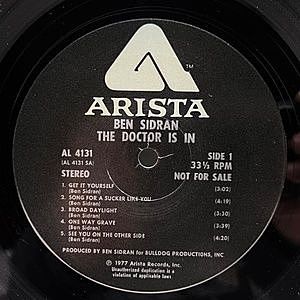 TM
ARISTA
BEN SIDRAN
THE DOCTOR IS IN
AL 4131 SIDE 1
(AL 4131 SA) 33⅓ RPM
STEREO NOT FOR SALE
1. GET IT YOURSELF (3:02)
(Ben Sidran)
2. SONG FOR A SUCKER LIKE YOU (4:19)
(Ben Sidran)
3. BROAD DAYLIGHT (3:30)
(Ben Sidran)
4. ONE WAY GRAVE (3:39)
(Ben Sidran)
5. SEE YOU ON THE OTHER SIDE (4:20)
(Ben Sidran)
PRODUCED BY BEN SIDRAN for BULLDOG PRODUCTIONS, INC
℗ 1977 Arista Records, Inc.
Unauthorized duplication is a
violation of applicable laws